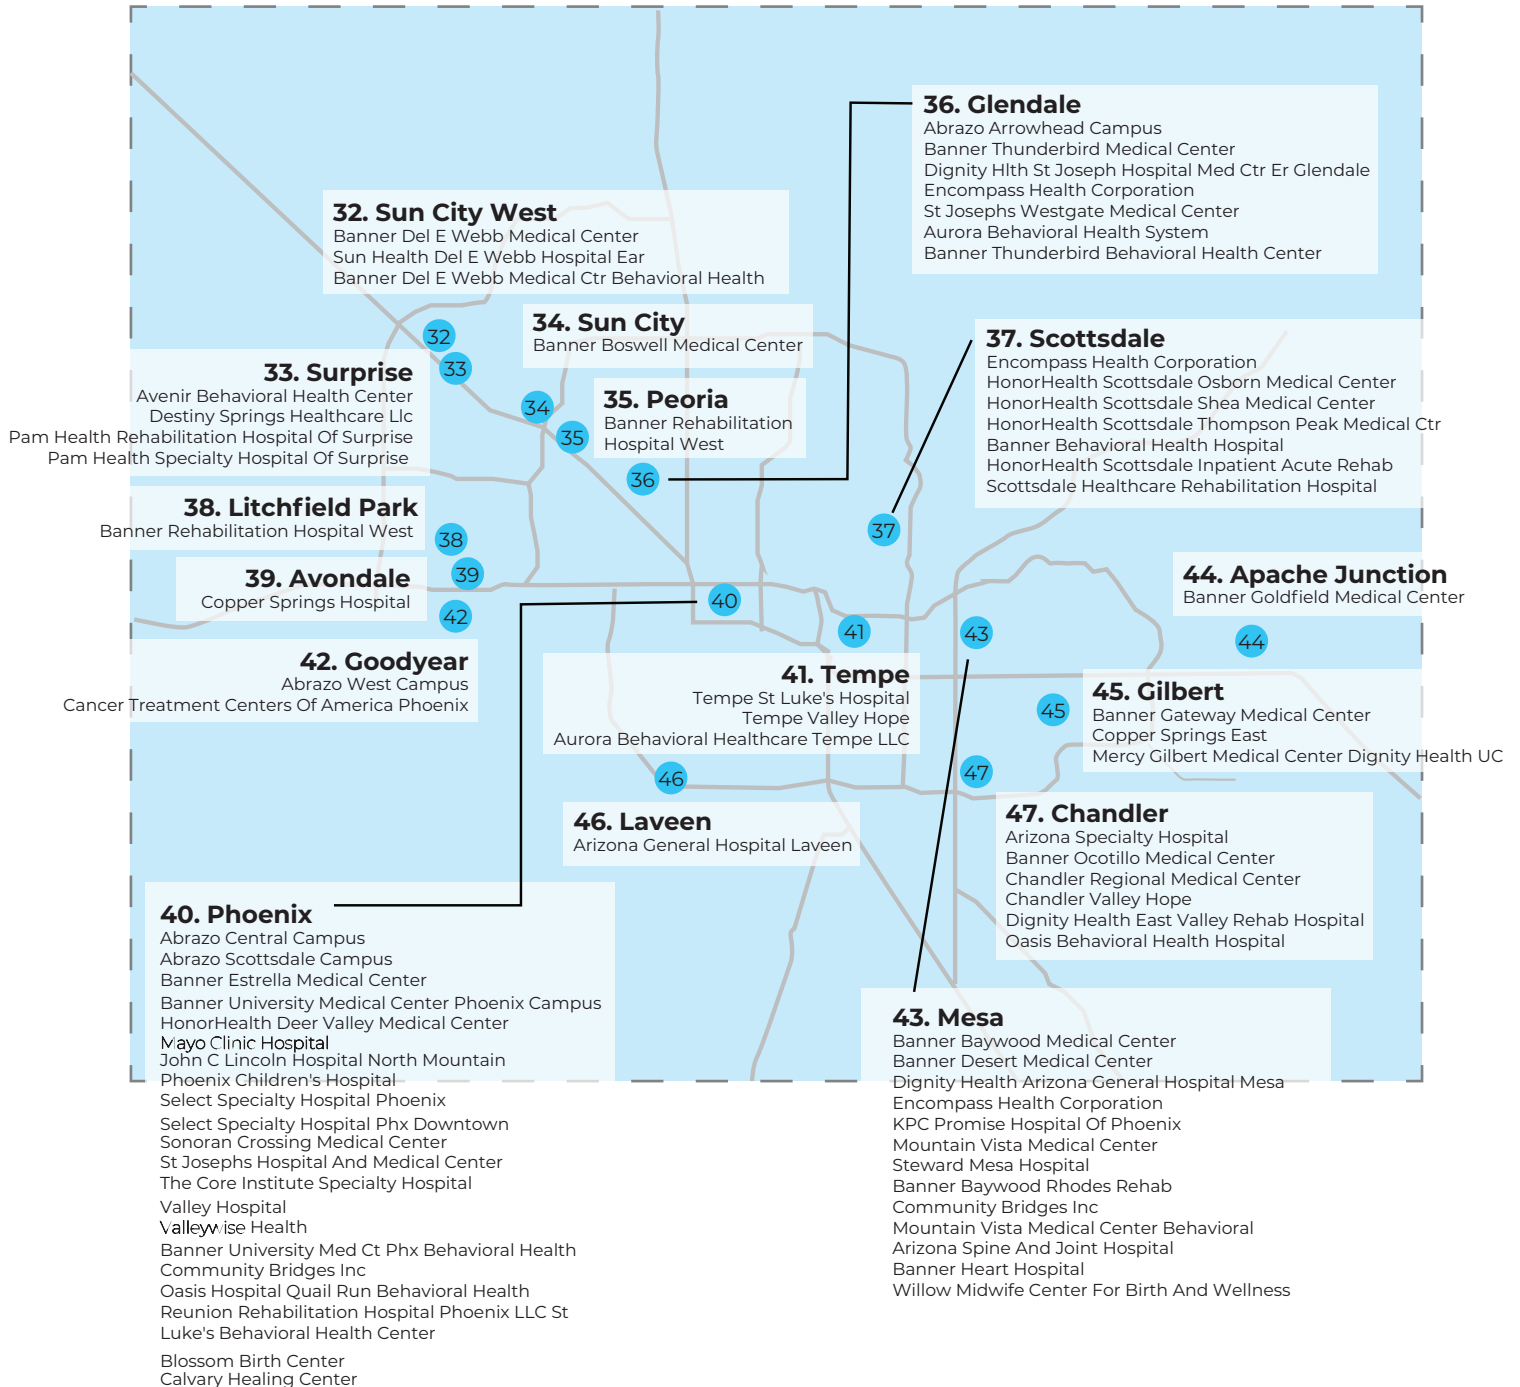 36. Glendale
Abrazo Arrowhead Campus
Banner Thunderbird Medical Center
Dignity Hlth St Joseph Hospital Med Ctr Er Glendale
Encompass Health Corporation
St Josephs Westgate Medical Center
Aurora Behavioral Health System
Banner Thunderbird Behavioral Health Center
32. Sun City West
Banner Del E Webb Medical Center
Sun Health Del E Webb Hospital Ear
Banner Del E Webb Medical Ctr Behavioral Health
34. Sun City
Banner Boswell Medical Center
37. Scottsdale
Encompass Health Corporation
HonorHealth Scottsdale Osborn Medical Center
HonorHealth Scottsdale Shea Medical Center
HonorHealth Scottsdale Thompson Peak Medical Ctr
Banner Behavioral Health Hospital
HonorHealth Scottsdale Inpatient Acute Rehab
Scottsdale Healthcare Rehabilitation Hospital
32
33
33. Surprise
Avenir Behavioral Health Center
Destiny Springs Healthcare Llc
Pam Health Rehabilitation Hospital Of Surprise
Pam Health Specialty Hospital Of Surprise
34
35
35. Peoria
Banner Rehabilitation
Hospital West
36
37
38. Litchfield Park
Banner Rehabilitation Hospital West
38
39
39. Avondale
Copper Springs Hospital
44. Apache Junction
Banner Goldfield Medical Center
40
42
41
43
44
42. Goodyear
Abrazo West Campus
Cancer Treatment Centers Of America Phoenix
41. Tempe
Tempe St Luke's Hospital
Tempe Valley Hope
Aurora Behavioral Healthcare Tempe LLC
45
45. Gilbert
Banner Gateway Medical Center
Copper Springs East
Mercy Gilbert Medical Center Dignity Health UC
46
47
46. Laveen
Arizona General Hospital Laveen
47. Chandler
Arizona Specialty Hospital
Banner Ocotillo Medical Center
Chandler Regional Medical Center
Chandler Valley Hope
Dignity Health East Valley Rehab Hospital
Oasis Behavioral Health Hospital
40. Phoenix
Abrazo Central Campus
Abrazo Scottsdale Campus
Banner Estrella Medical Center
Banner University Medical Center Phoenix Campus
HonorHealth Deer Valley Medical Center
Mayo Clinic Hospital
John C Lincoln Hospital North Mountain
Phoenix Children's Hospital
Select Specialty Hospital Phoenix
Select Specialty Hospital Phx Downtown
Sonoran Crossing Medical Center
St Josephs Hospital And Medical Center
The Core Institute Specialty Hospital
Valley Hospital
Valleywise Health
Banner University Med Ct Phx Behavioral Health
Community Bridges Inc
Oasis Hospital Quail Run Behavioral Health
Reunion Rehabilitation Hospital Phoenix LLC St
Luke's Behavioral Health Center
Blossom Birth Center
Calvary Healing Center
43. Mesa
Banner Baywood Medical Center
Banner Desert Medical Center
Dignity Health Arizona General Hospital Mesa
Encompass Health Corporation
KPC Promise Hospital Of Phoenix
Mountain Vista Medical Center
Steward Mesa Hospital
Banner Baywood Rhodes Rehab
Community Bridges Inc
Mountain Vista Medical Center Behavioral
Arizona Spine And Joint Hospital
Banner Heart Hospital
Willow Midwife Center For Birth And Wellness